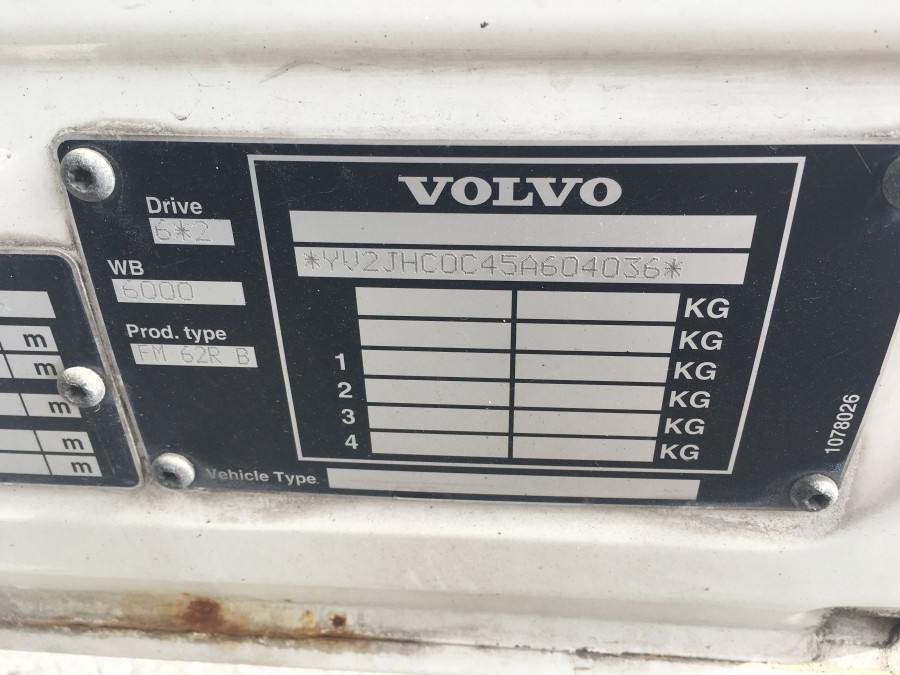 VOLVO
Drive
6*2
*YV2JHC0C45A604036*
WB
6000
Prod. type
FM 62R B
KG
KG
1 KG
2 KG
3 KG
4 KG
Vehicle Type
1078026
m
m
m
m
m